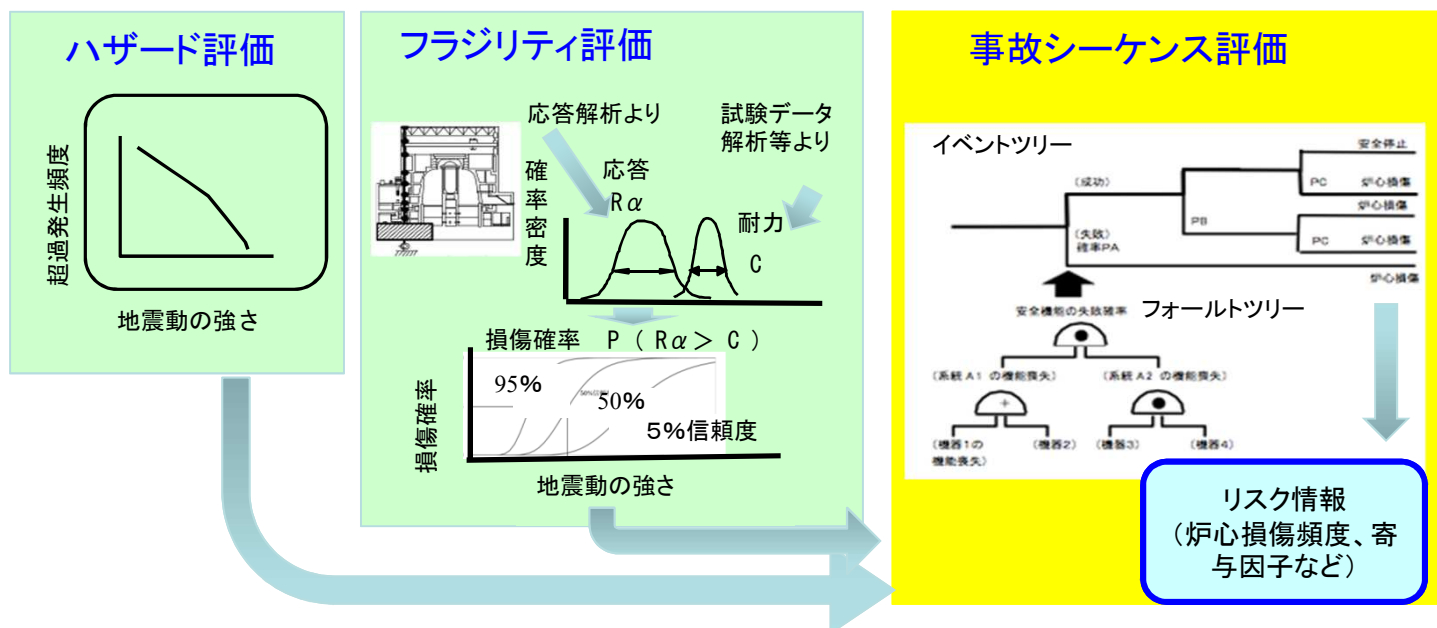 ハザード評価
超過発生頻度
地震動の強さ
フラジリティ評価
応答解析より
試験データ
解析等より
確率密度
応答
Rα
耐力
C
損傷確率 P ( Rα > C )
損傷確率
95%
50%
5%信頼度
地震動の強さ
事故シーケンス評価
イベントツリー
(成功)
(失敗)
確率PA
PB
PC
PC
安全停止
炉心損傷
炉心損傷
炉心損傷
炉心損傷
安全機能の失敗確率
フォールトツリー
(系統 A1 の機能喪失)
(系統 A2 の機能喪失)
(機器1の
機能喪失)
(機器2)
(機器3)
(機器4)
リスク情報
(炉心損傷頻度、寄
与因子など)